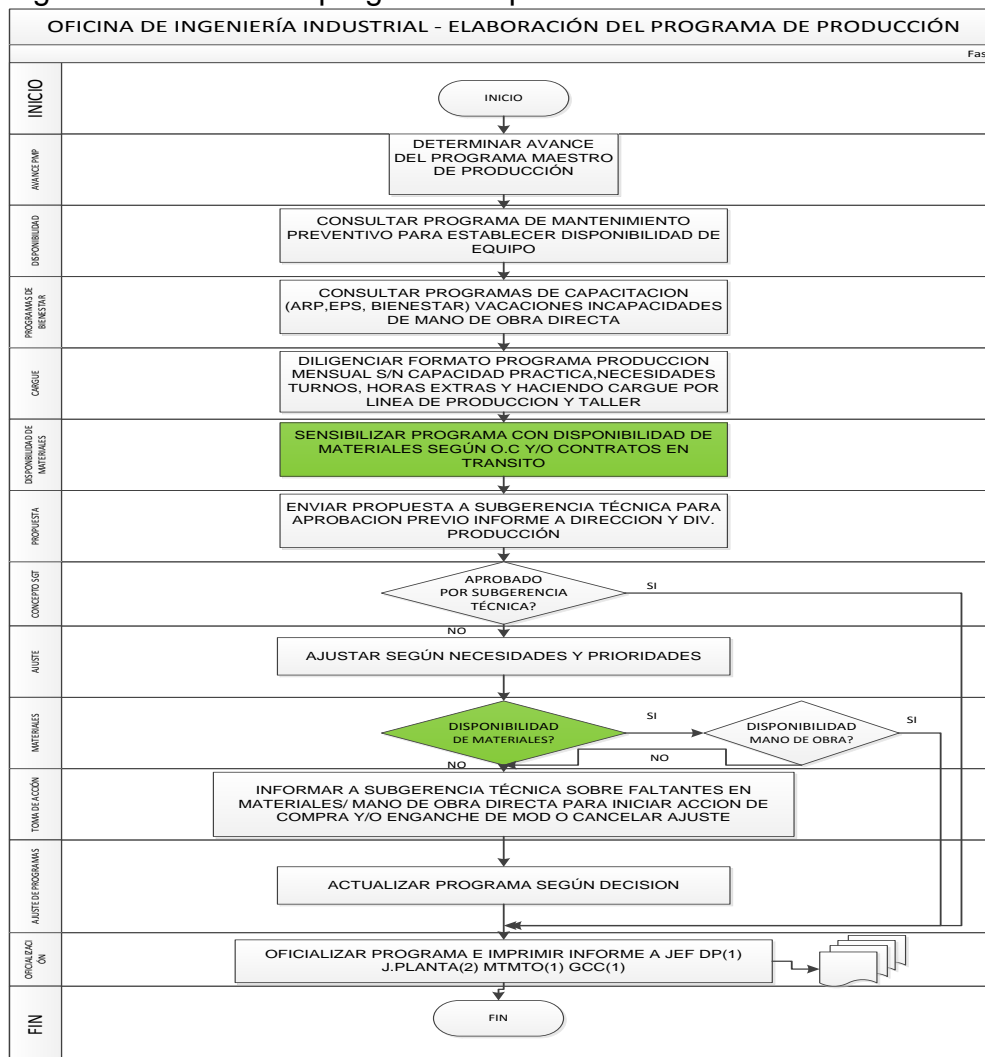 OFICINA DE INGENIERÍA INDUSTRIAL - ELABORACIÓN DEL PROGRAMA DE PRODUCCIÓN
Fas
INICIO
INICIO
AVANCE PMP
DETERMINAR AVANCE
DEL PROGRAMA MAESTRO
DE PRODUCCIÓN
DISPONIBILIDAD
CONSULTAR PROGRAMA DE MANTENIMIENTO
PREVENTIVO PARA ESTABLECER DISPONIBILIDAD DE
EQUIPO
PROGRAMAS DE
BIENESTAR
CONSULTAR PROGRAMAS DE CAPACITACION
(ARP,EPS, BIENESTAR) VACACIONES INCAPACIDADES
DE MANO DE OBRA DIRECTA
CARGUE
DILIGENCIAR FORMATO PROGRAMA PRODUCCION
MENSUAL S/N CAPACIDAD PRACTICA,NECESIDADES
TURNOS, HORAS EXTRAS Y HACIENDO CARGUE POR
LINEA DE PRODUCCION Y TALLER
DISPONIBILIDAD DE
MATERIALES
SENSIBILIZAR PROGRAMA CON DISPONIBILIDAD DE
MATERIALES SEGÚN O.C Y/O CONTRATOS EN
TRANSITO
PROPUESTA
ENVIAR PROPUESTA A SUBGERENCIA TÉCNICA PARA
APROBACION PREVIO INFORME A DIRECCION Y DIV.
PRODUCCIÓN
CONCEPTO SGT
APROBADO
POR SUBGERENCIA
TÉCNICA?
SI
NO
AJUSTE
AJUSTAR SEGÚN NECESIDADES Y PRIORIDADES
MATERIALES
DISPONIBILIDAD
DE MATERIALES?
SI
DISPONIBILIDAD
MANO DE OBRA?
SI
NO
NO
TOMA DE ACCIÓN
INFORMAR A SUBGERENCIA TÉCNICA SOBRE FALTANTES EN
MATERIALES/ MANO DE OBRA DIRECTA PARA INICIAR ACCION DE
COMPRA Y/O ENGANCHE DE MOD O CANCELAR AJUSTE
AJUSTE DE PROGRAMAS
ACTUALIZAR PROGRAMA SEGÚN DECISION
OFICIALIZACI
ÓN
OFICIALIZAR PROGRAMA E IMPRIMIR INFORME A JEF DP(1)
J.PLANTA(2) MTMTO(1) GCC(1)
FIN
FIN